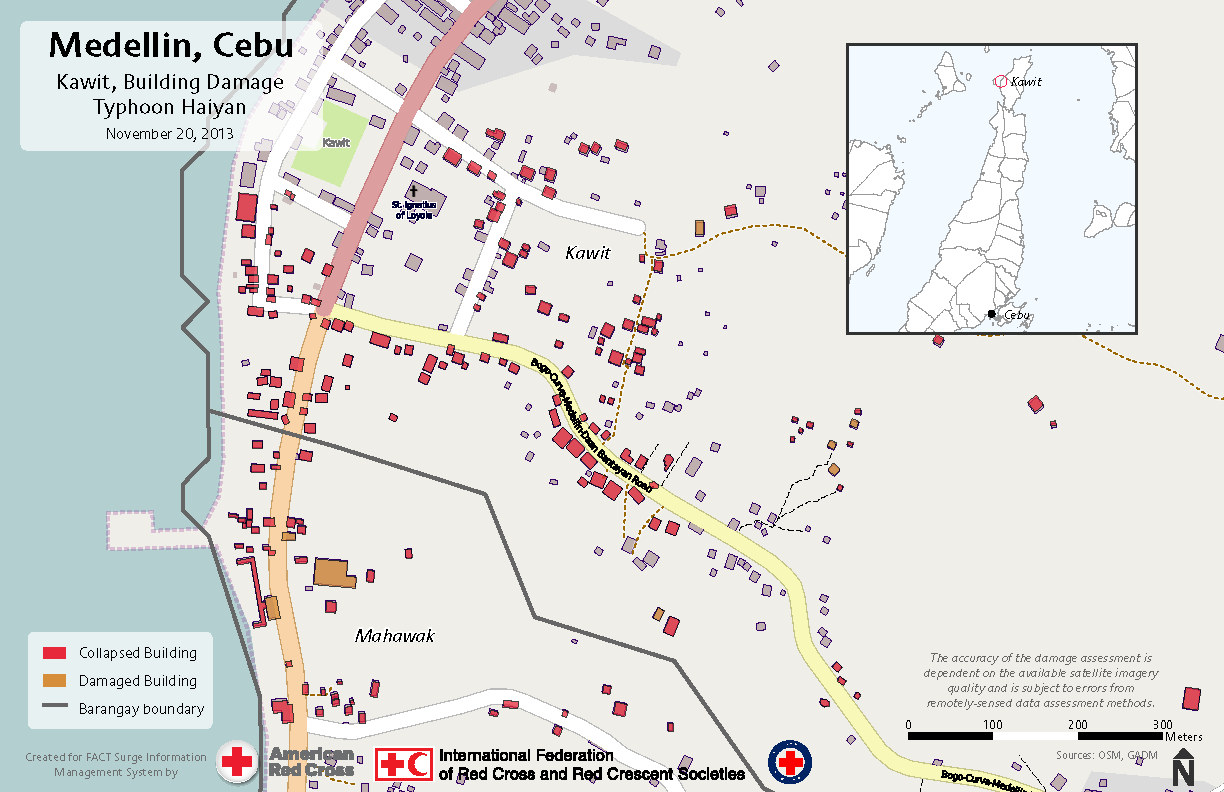 Medellin, Cebu
Kawit, Building Damage
Typhoon Haiyan
November 20, 2013
Kawit
St. Ignatius
of Loyola
Kawit
Kawit
Cebu
Bogo-Curva-Medellin-Daan Bantayan Road
Mahawak
Collapsed Building
Damaged Building
Barangay boundary
The accuracy of the damage assessment is
dependent on the available satellite imagery
quality and is subject to errors from
remotely-sensed data assessment methods.
0 100 200 300
Meters
Sources: OSM, GADM
N
Created for FACT Surge Information
Management System by
American
Red Cross
International Federation
of Red Cross and Red Crescent Societies
Bogo-Curva-Medellin